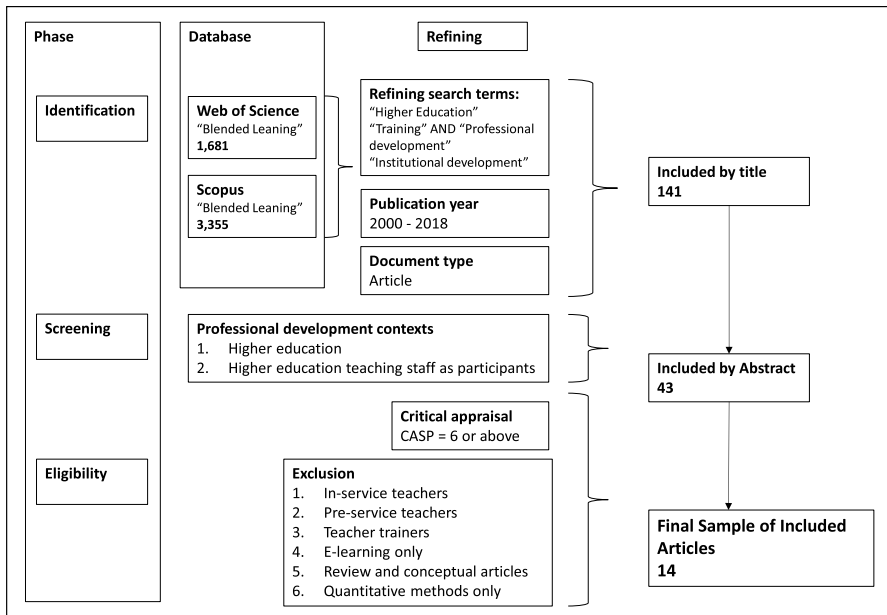 Phase
Database
Refining
Identification
Web of Science
“Blended Leaning”
1,681
Scopus
“Blended Leaning”
3,355
Refining search terms:
“Higher Education”
“Training” AND “Professional
development”
“Institutional development”
Publication year
2000 - 2018
Document type
Article
Included by title
141
Screening
Professional development contexts
1. Higher education
2. Higher education teaching staff as participants
Included by Abstract
43
Critical appraisal
CASP = 6 or above
Eligibility
Exclusion
1. In-service teachers
2. Pre-service teachers
3. Teacher trainers
4. E-learning only
5. Review and conceptual articles
6. Quantitative methods only
Final Sample of Included
Articles
14